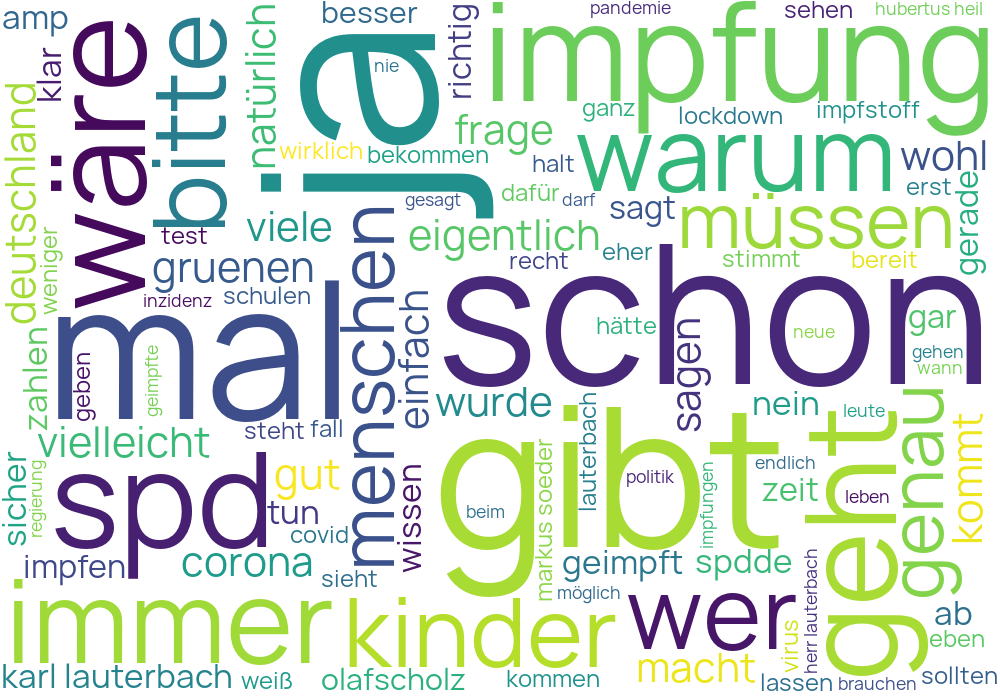 amp
besser
pandemie
sehen
hubertus heil
klar
wäre
bitte
natürlich
ja
nie
richtig
impfung
ganz
lockdown
impfstoff
deutschland
wirklich
bekommen
frage
halt
warum
wohl
erst
gerade
gesagt
dafür
darf
sagt
müssen
weniger
test
viele
menschen
eigentlich
recht
eher
stimmt
bereit
gruenen
inzidenz
schulen
mal
einfach
schon
hätte
neue
gar
gehen
wann
zahlen
geben
geimpfte
sagen
wurde
lauterbach
nein
leute
geht
genau
kommt
vielleicht
steht
fall
sicher
regierung
spd
gut
tun
covid
wissen
gibt
beim
markus soeder
politik
impfungen
endlich
zeit
leben
impfen
corona
sieht
geimpft
spdde
möglich
immer
kinder
wer
herr lauterbach
virus
macht
ab
eben
karl lauterbach
weiß
olafscholz
kommen
lassen
brauchen
sollten